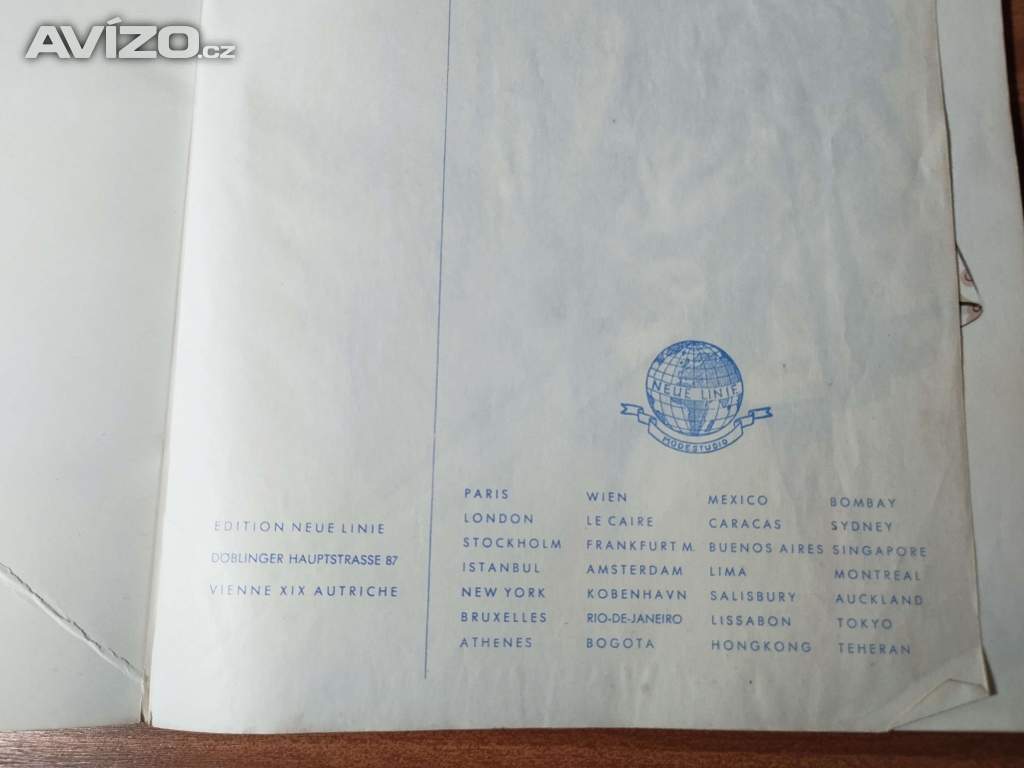 AVÍZO.cz
NEUE LINIE
MODESTUDIO
EDITION NEUE LINIE
DÖBLINGER HAUPTSTRASSE 87
VIENNE XIX AUTRICHE
PARIS WIEN MEXICO BOMBAY
LONDON LE CAIRE CARACAS SYDNEY
STOCKHOLM FRANKFURT M. BUENOS AIRES SINGAPORE
ISTANBUL AMSTERDAM LIMA MONTREAL
NEW YORK KOBENHAVN SALISBURY AUCKLAND
BRUXELLES RIO-DE-JANEIRO LISSABON TOKYO
ATHENES BOGOTA HONGKONG TEHERAN